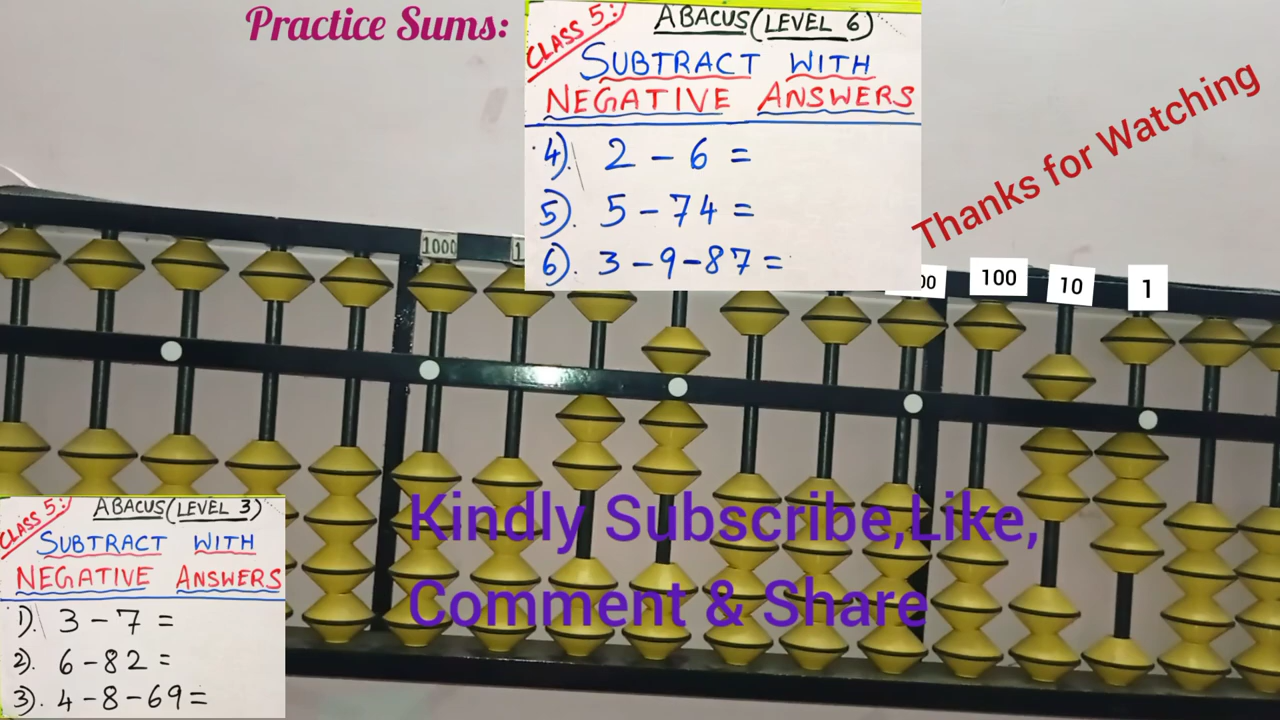 Practice Sums:
CLASS 5:
ABACUS (LEVEL 6)
SUBTRACT WITH
NEGATIVE ANSWERS
4). 2 - 6 =
5). 5 - 74 =
6). 3 - 9 - 87 =
Thanks for Watching
1000
1
00
100
10
1
Kindly Subscribe,Like,
Comment & Share
CLASS 5:
ABACUS (LEVEL 3)
SUBTRACT WITH
NEGATIVE ANSWERS
1). 3 - 7 =
2). 6 - 82 =
3). 4 - 8 - 69 =